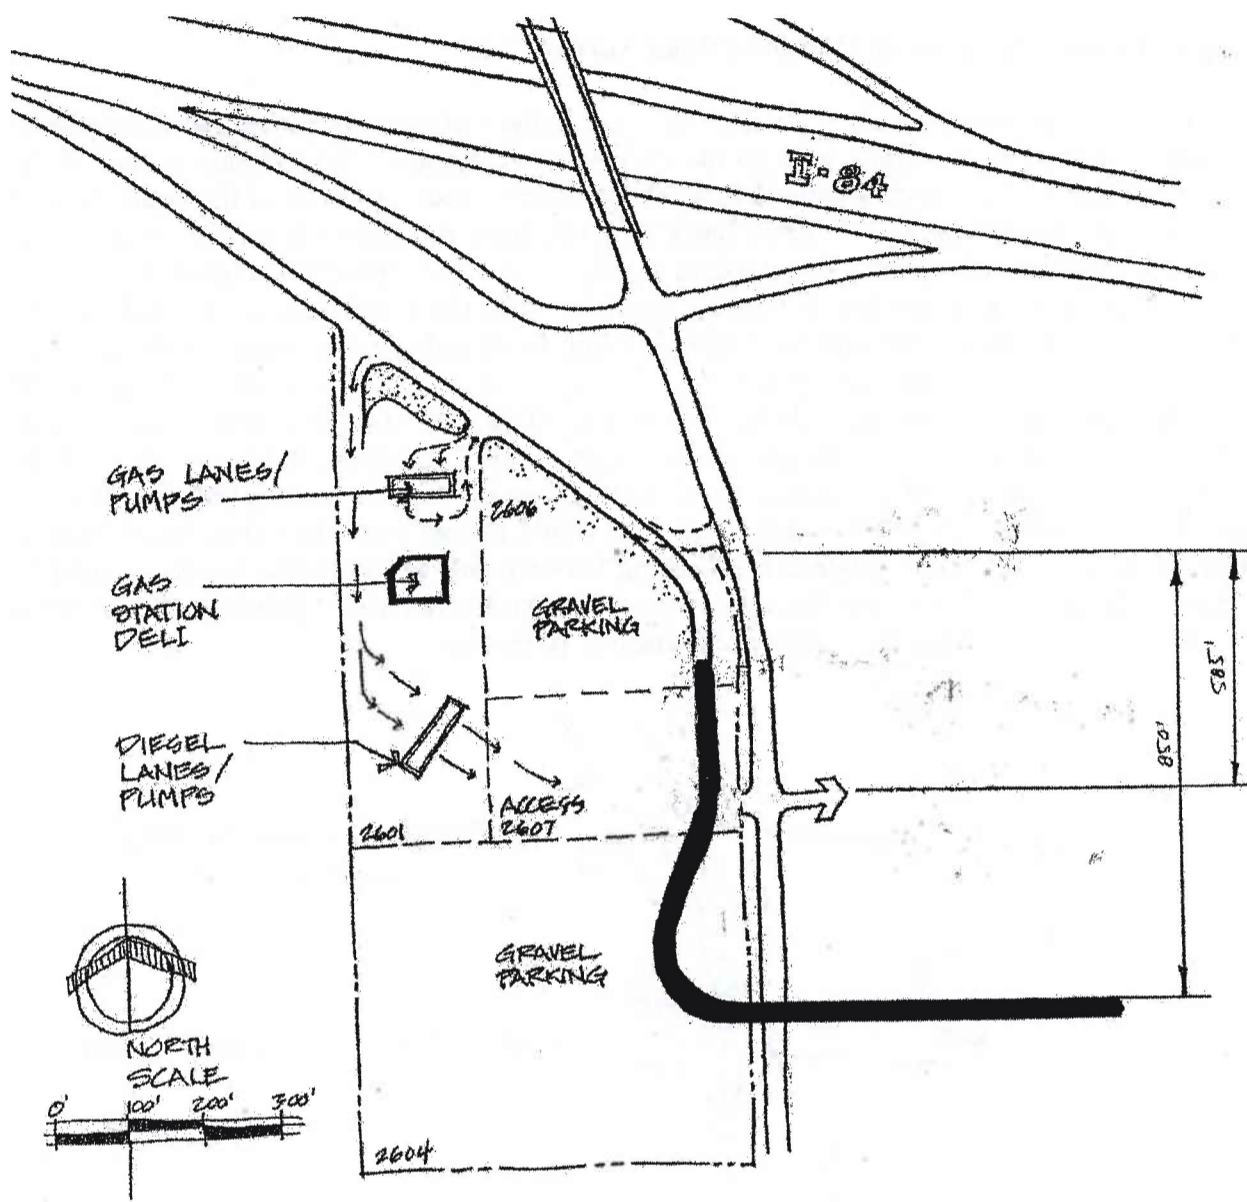 I-84
GAS LANES/
PUMPS
2606
GAS
STATION
DELI
GRAVEL
PARKING
585'
1058'
DIESEL
LANES/
PUMPS
ACCESS
2601
2607
GRAVEL
PARKING
NORTH
SCALE
0' 100' 200' 300'
2604